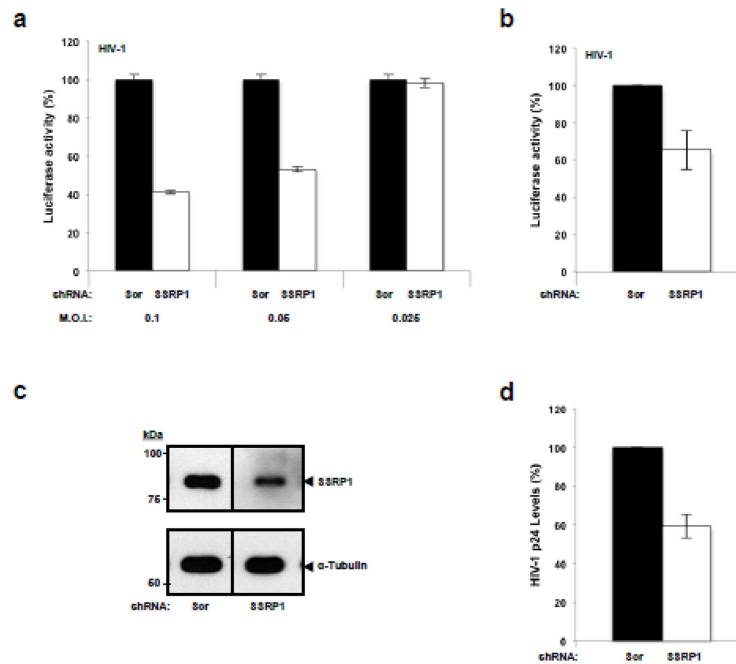 a
HIV-1
Luciferase activity (%)
120
100
80
60
40
20
0
shRNA: Scr SSRP1 Scr SSRP1 Scr SSRP1
M.O.I.: 0.1 0.05 0.025
b
HIV-1
Luciferase activity (%)
120
100
80
60
40
20
0
shRNA: Scr SSRP1
c
kDa
100
75
SSRP1
α-Tubulin
50
shRNA: Scr SSRP1
d
HIV-1 p24 Levels (%)
120
100
80
60
40
20
0
shRNA: Scr SSRP1